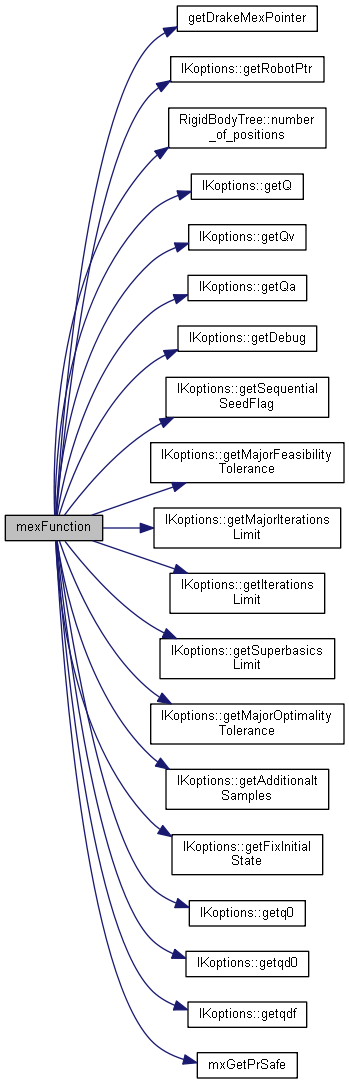 getDrakeMexPointer
IKoptions::getRobotPtr
RigidBodyTree::number
_of_positions
IKoptions::getQ
IKoptions::getQv
IKoptions::getQa
IKoptions::getDebug
IKoptions::getSequential
SeedFlag
IKoptions::getMajorFeasibility
Tolerance
mexFunction
IKoptions::getMajorIterations
Limit
IKoptions::getIterations
Limit
IKoptions::getSuperbasics
Limit
IKoptions::getMajorOptimality
Tolerance
IKoptions::getAdditionalt
Samples
IKoptions::getFixInitial
State
IKoptions::getq0
IKoptions::getqd0
IKoptions::getqdf
mxGetPrSafe